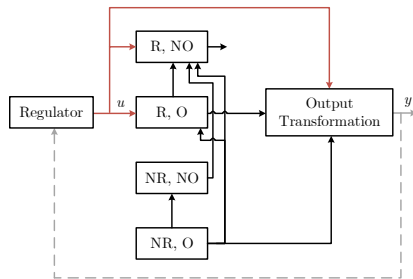 R, NO
Regulator
u
R, O
Output
Transformation
y
NR, NO
NR, O